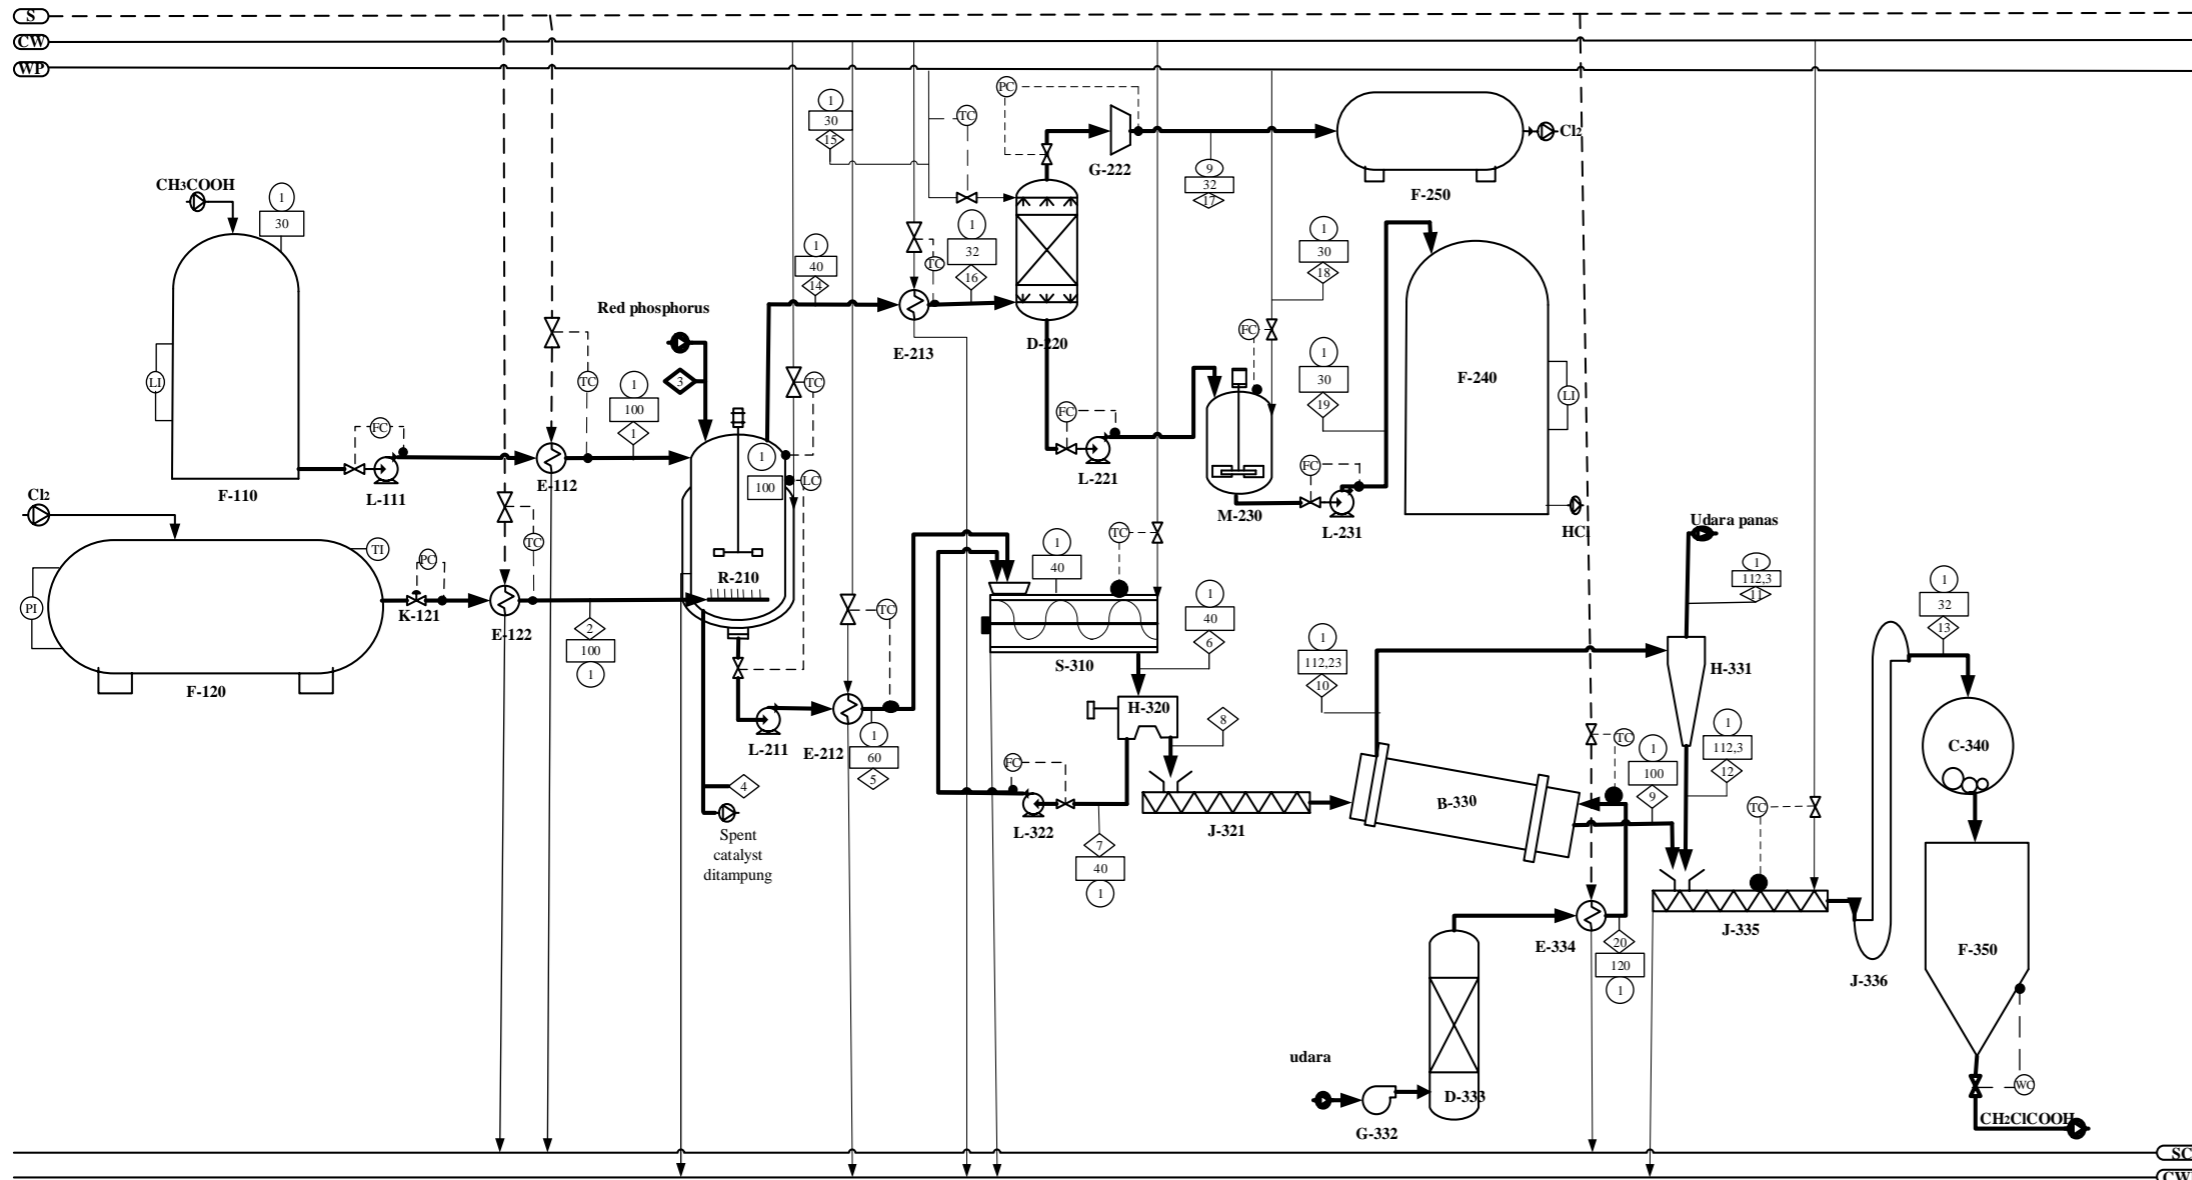 S
CW
WP
PC
1
30
15
TC
G-222
9
32
17
Cl2
F-250
CH3COOH
1
30
1
40
14
TC
1
32
16
1
30
18
Red phosphorus
E-213
D-220
3
LI
TC
1
100
1
TC
FC
1
30
19
F-240
LI
FC
FC
FC
F-110
L-111
E-112
1
100
LC
L-221
M-230
L-231
HCl
Cl2
TI
PC
TC
PI
K-121
E-122
F-120
2
100
1
R-210
1
40
TC
S-310
1
40
6
TC
Udara panas
1
112,3
11
1
32
13
L-211
E-212
1
60
5
4
Spent
catalyst
ditampung
H-320
8
FC
L-322
7
40
1
J-321
1
112,23
10
H-331
B-330
TC
1
100
9
1
112,3
12
TC
C-340
E-334
20
120
1
J-335
J-336
F-350
udara
G-332
D-333
WC
CH2ClCOOH
SC
CW